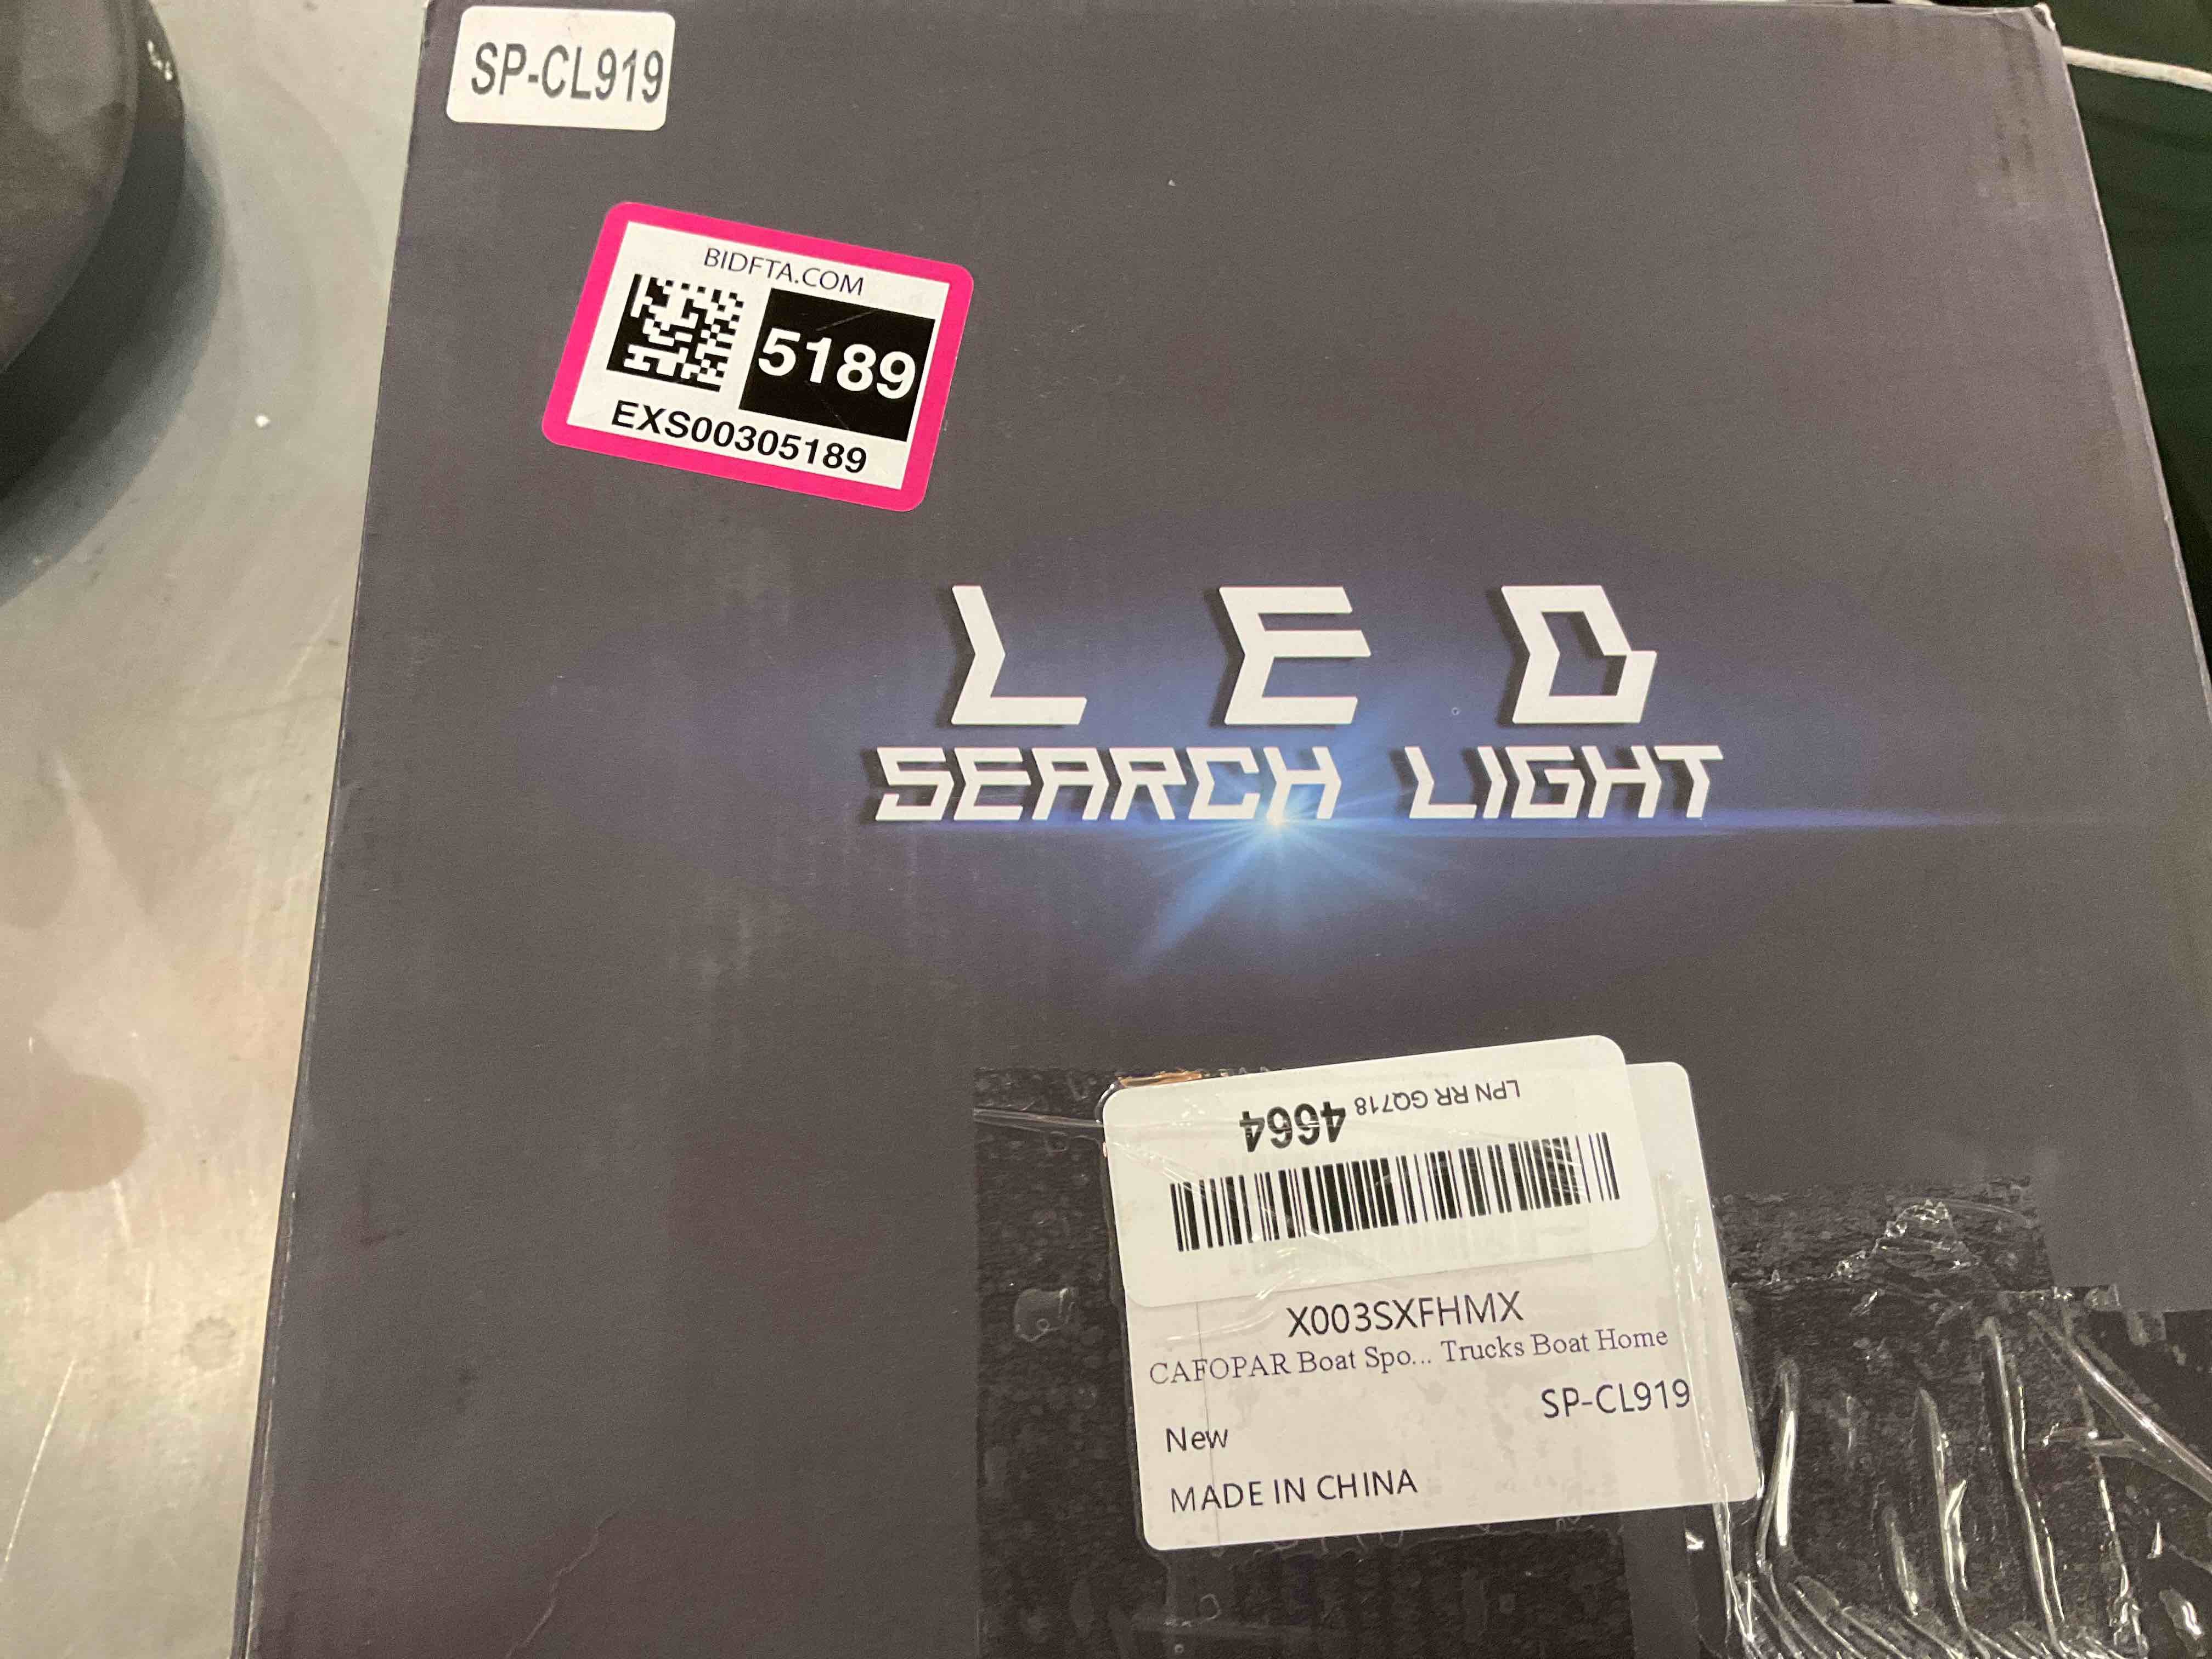 SP-CL919
BIDFTA.COM
5189
EXS00305189
LED
SEARCH LIGHT
LPN RR GQ718 4664
X003SXFHMX
CAFOPAR Boat Spo... Trucks Boat Home
SP-CL919
New
MADE IN CHINA